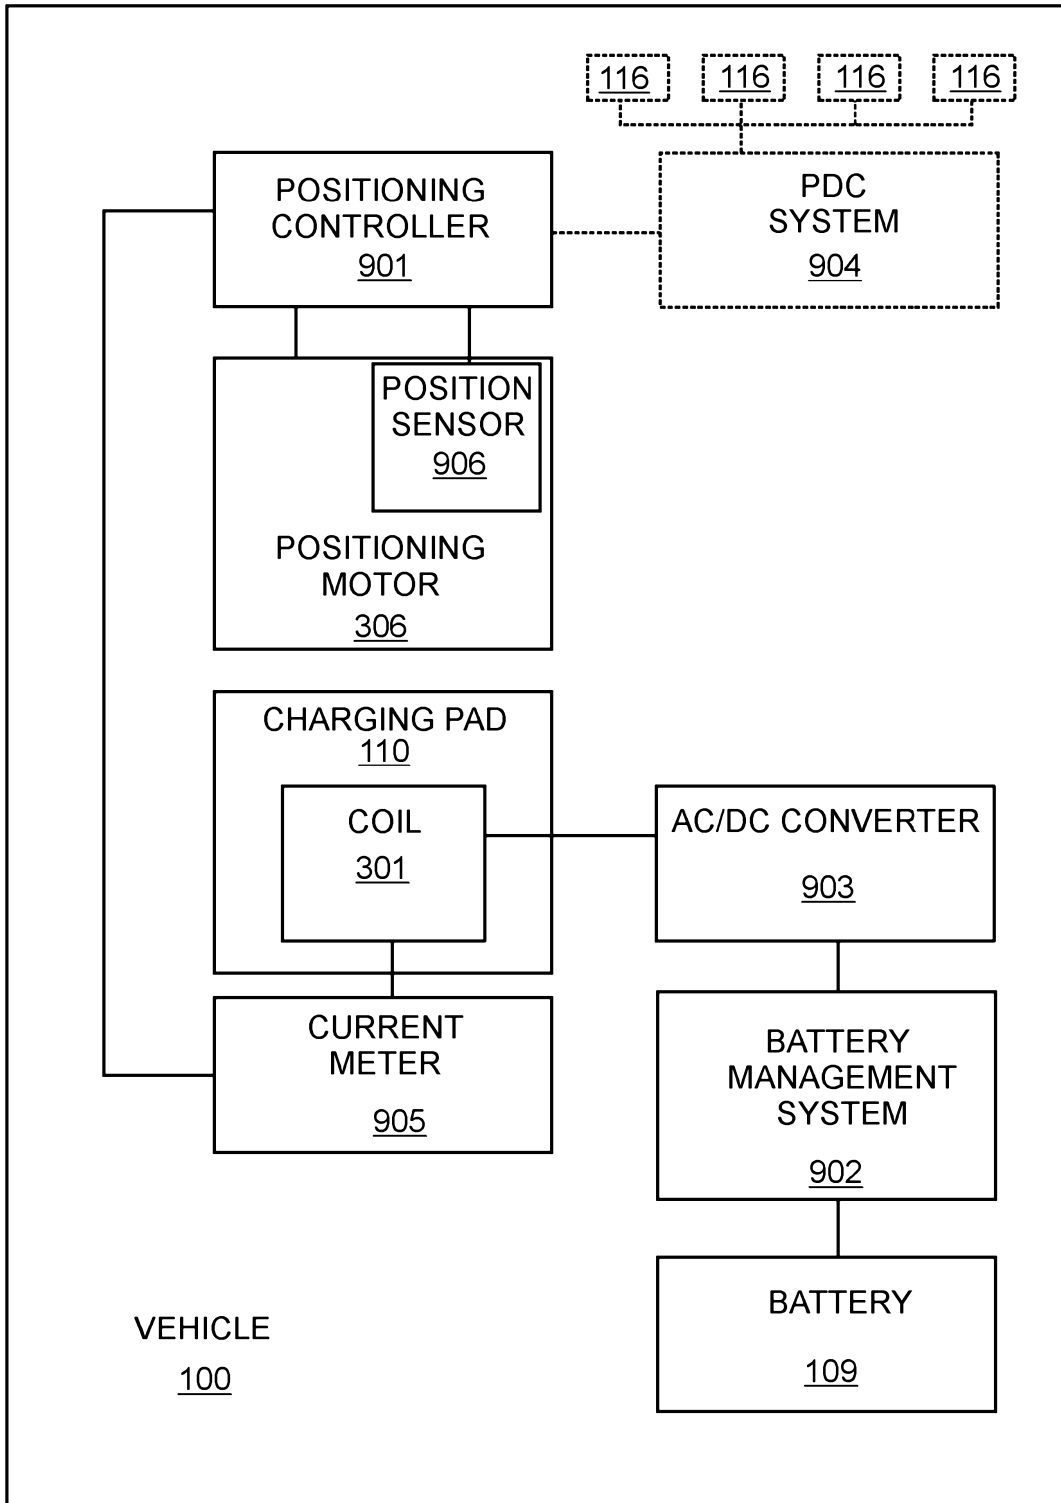 116 116 116 116
POSITIONING
CONTROLLER
901
PDC
SYSTEM
904
POSITION
SENSOR
906
POSITIONING
MOTOR
306
CHARGING PAD
110
COIL
301
AC/DC CONVERTER
903
CURRENT
METER
905
BATTERY
MANAGEMENT
SYSTEM
902
BATTERY
109
VEHICLE
100